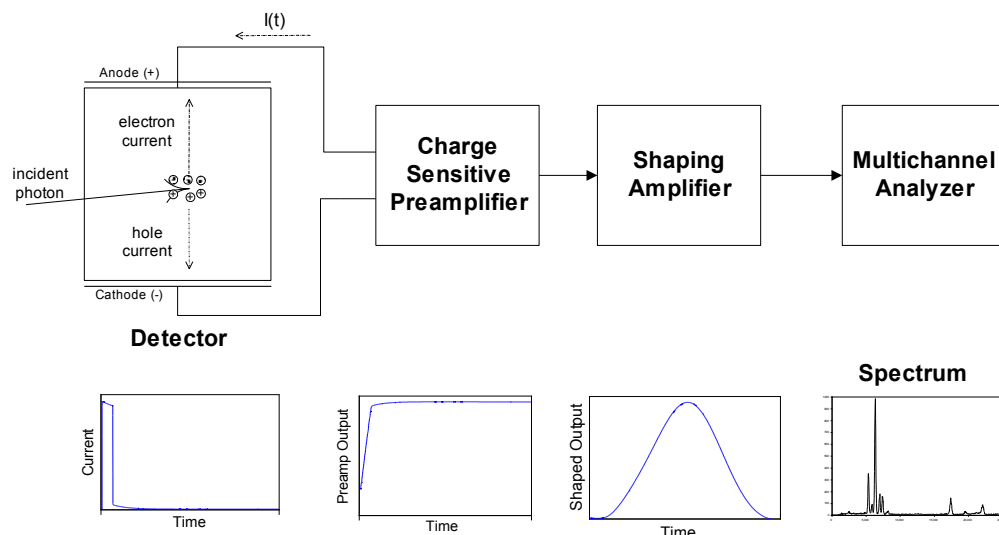 I(t)
Anode (+)
electron
current
incident
photon
hole
current
Cathode (-)
Detector
Charge
Sensitive
Preamplifier
Shaping
Amplifier
Multichannel
Analyzer
Current
Time
Preamp Output
Time
Shaped Output
Time
Spectrum